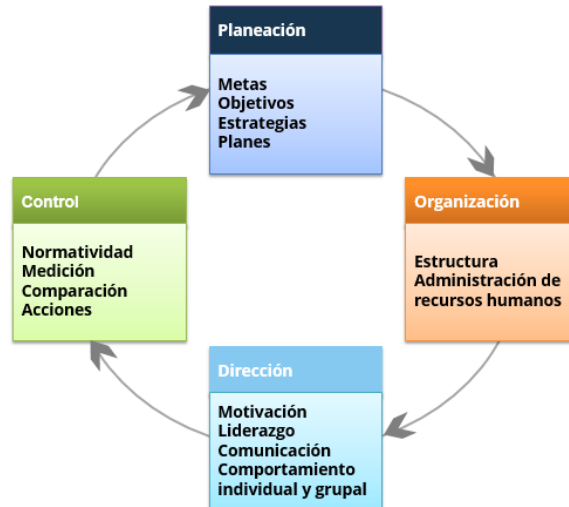 Planeación
Metas
Objetivos
Estrategias
Planes
Organización
Estructura
Administración de
recursos humanos
Dirección
Motivación
Liderazgo
Comunicación
Comportamiento
individual y grupal
Control
Normatividad
Medición
Comparación
Acciones